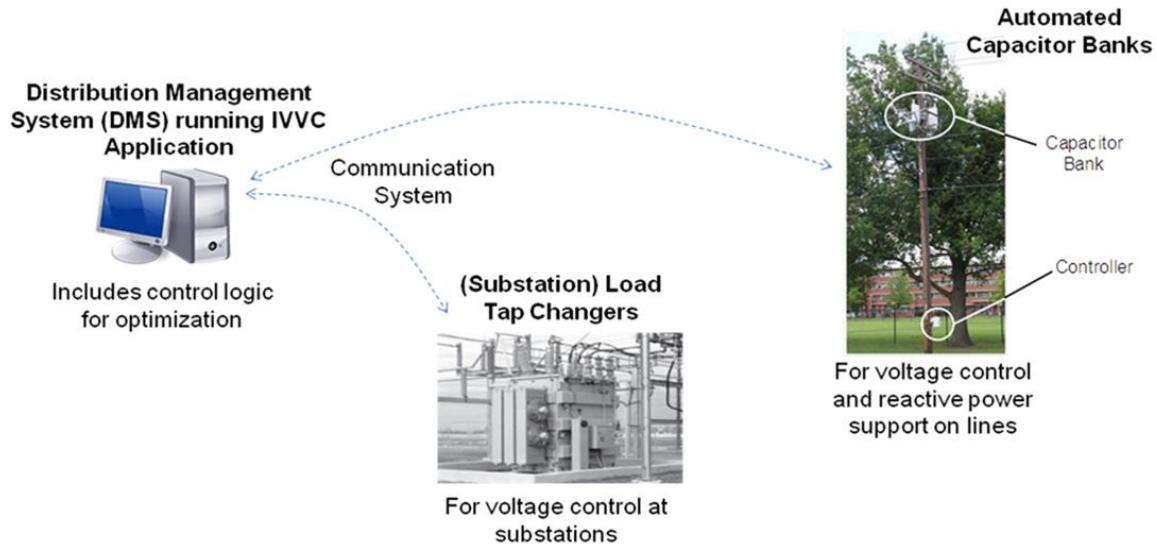 Automated
Capacitor Banks
Distribution Management
System (DMS) running IVVC
Application
Communication
System
Capacitor
Bank
Controller
Includes control logic
for optimization
(Substation) Load
Tap Changers
For voltage control
and reactive power
support on lines
For voltage control at
substations